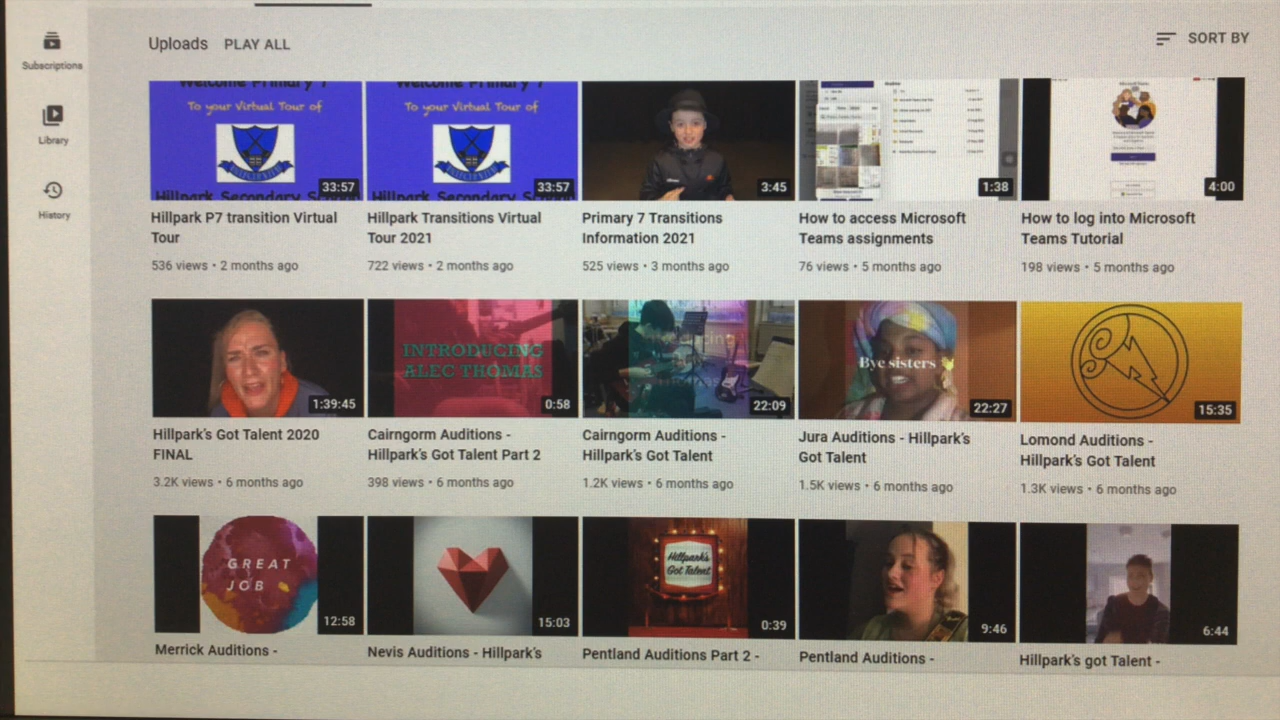 Uploads PLAY ALL
SORT BY
Subscriptions
Library
History
Welcome Primary 7
To your Virtual Tour of
Hillpark Secondary School
33:57
Welcome Primary 7
To your Virtual Tour of
Hillpark Secondary School
33:57
3:45
1:38
4:00
Hillpark P7 transition Virtual
Tour
536 views • 2 months ago
Hillpark Transitions Virtual
Tour 2021
722 views • 2 months ago
Primary 7 Transitions
Information 2021
525 views • 3 months ago
How to access Microsoft
Teams assignments
76 views • 5 months ago
How to log into Microsoft
Teams Tutorial
198 views • 5 months ago
1:39:45
INTRODUCING
ALEC THOMAS
0:58
22:09
Bye sisters
22:27
15:35
Hillpark's Got Talent 2020
FINAL
3.2K views • 6 months ago
Cairngorm Auditions -
Hillpark's Got Talent Part 2
398 views • 6 months ago
Cairngorm Auditions -
Hillpark's Got Talent
1.2K views • 6 months ago
Jura Auditions - Hillpark's
Got Talent
1.5K views • 6 months ago
Lomond Auditions -
Hillpark's Got Talent
1.3K views • 6 months ago
GREAT
JOB
12:58
15:03
Hillpark's
Got Talent
0:39
9:46
6:44
Merrick Auditions -
Nevis Auditions - Hillpark's
Pentland Auditions Part 2 -
Pentland Auditions -
Hillpark's got Talent -